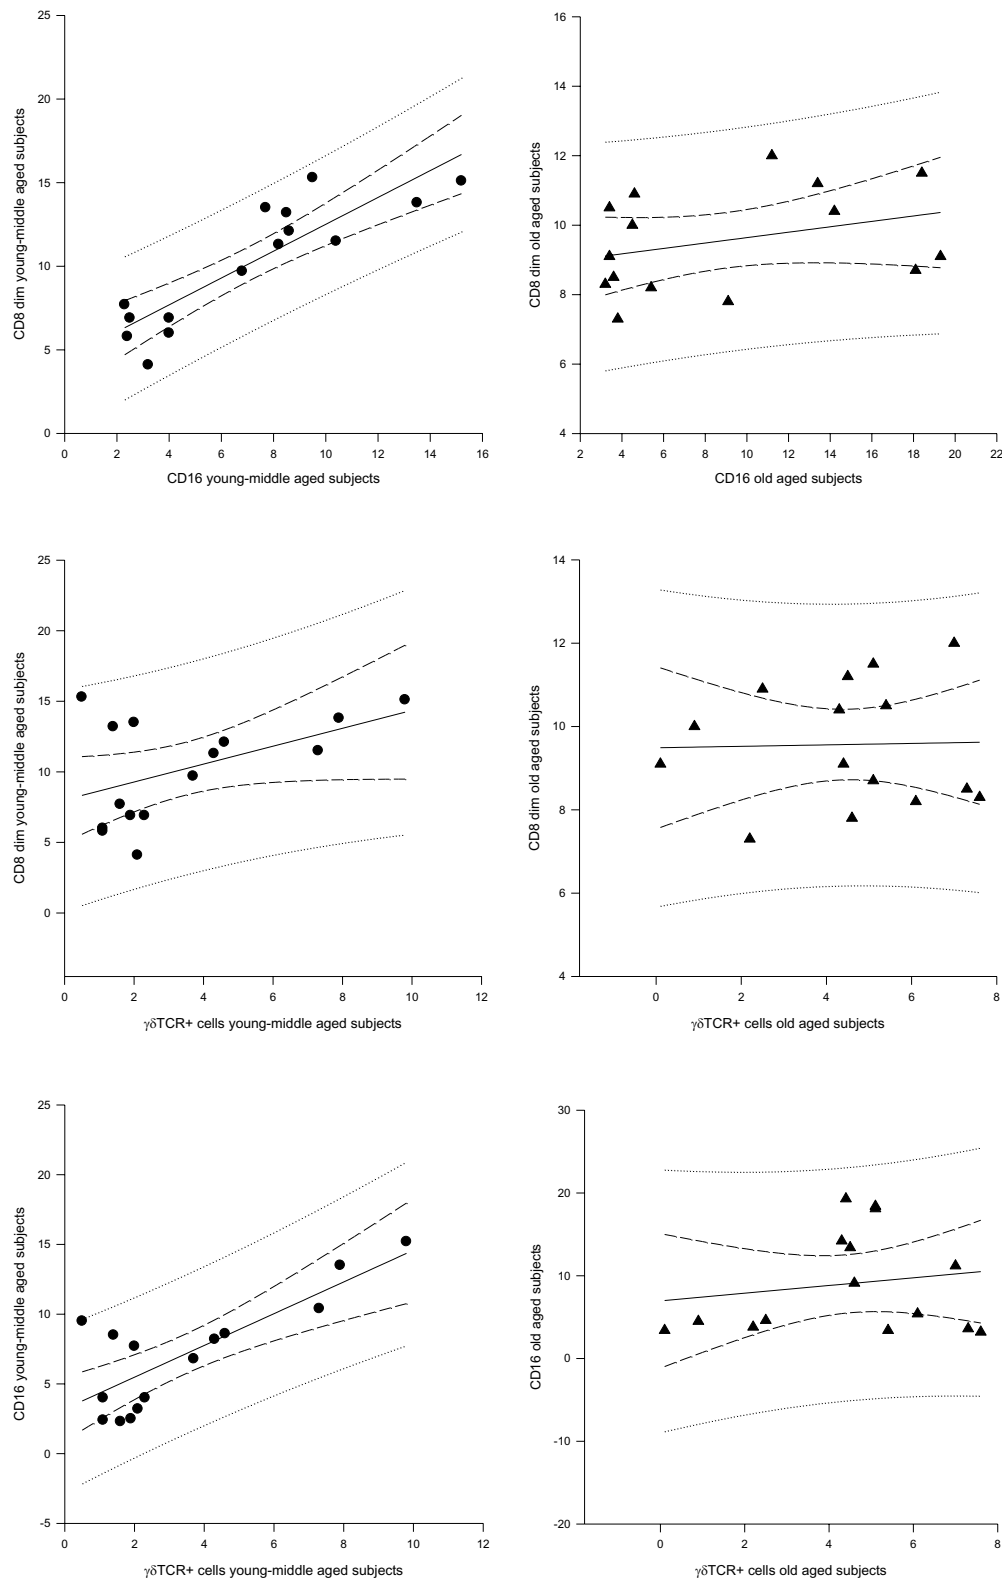 25
20
15
10
5
0
CD8 dim young-middle aged subjects
0 2 4 6 8 10 12 14 16
CD16 young-middle aged subjects
16
14
12
10
8
6
4
CD8 dim old aged subjects
2 4 6 8 10 12 14 16 18 20 22
CD16 old aged subjects
25
20
15
10
5
0
CD8 dim young-middle aged subjects
0 2 4 6 8 10 12
γδTCR+ cells young-middle aged subjects
14
12
10
8
6
4
CD8 dim old aged subjects
0 2 4 6 8
γδTCR+ cells old aged subjects
25
20
15
10
5
0
-5
CD16 young-middle aged subjects
0 2 4 6 8 10 12
γδTCR+ cells young-middle aged subjects
30
20
10
0
-10
-20
CD16 old aged subjects
0 2 4 6 8
γδTCR+ cells old aged subjects